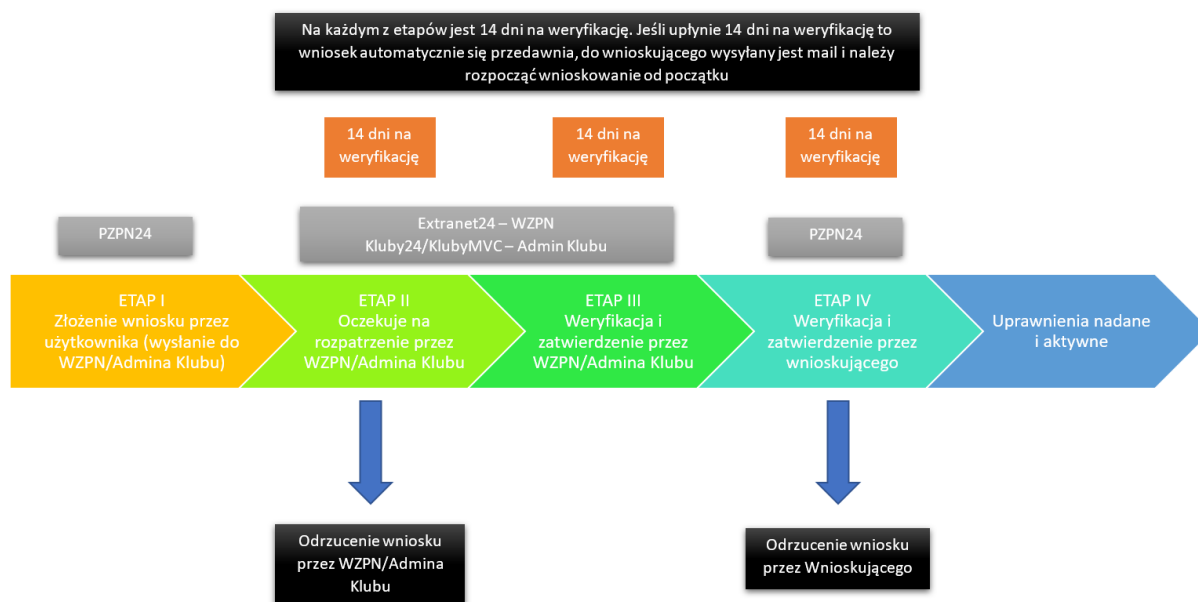 Na każdym z etapów jest 14 dni na weryfikację. Jeśli upłynie 14 dni na weryfikację to
wniosek automatycznie się przedawnia, do wnioskującego wysyłany jest mail i należy
rozpocząć wnioskowanie od początku
14 dni na
weryfikację
14 dni na
weryfikację
14 dni na
weryfikację
PZPN24
Extranet24 – WZPN
Kluby24/KlubyMVC – Admin Klubu
PZPN24
ETAP I
Złożenie wniosku przez
użytkownika (wysłanie do
WZPN/Admina Klubu)
ETAP II
Oczekuje na
rozpatrzenie przez
WZPN/Admina Klubu
ETAP III
Weryfikacja i
zatwierdzenie przez
WZPN/Admina Klubu
ETAP IV
Weryfikacja i
zatwierdzenie przez
wnioskującego
Uprawnienia nadane
i aktywne
Odrzucenie wniosku
przez WZPN/Admina
Klubu
Odrzucenie wniosku
przez Wnioskującego